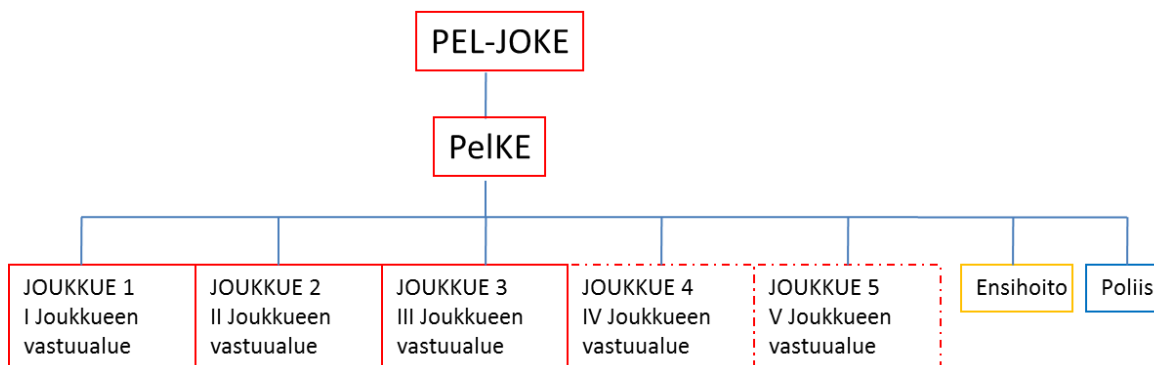 PEL-JOKE
PelKE
JOUKKUE 1
I Joukkueen
vastuualue
JOUKKUE 2
II Joukkueen
vastuualue
JOUKKUE 3
III Joukkueen
vastuualue
JOUKKUE 4
IV Joukkueen
vastuualue
JOUKKUE 5
V Joukkueen
vastuualue
Ensihoito
Poliis